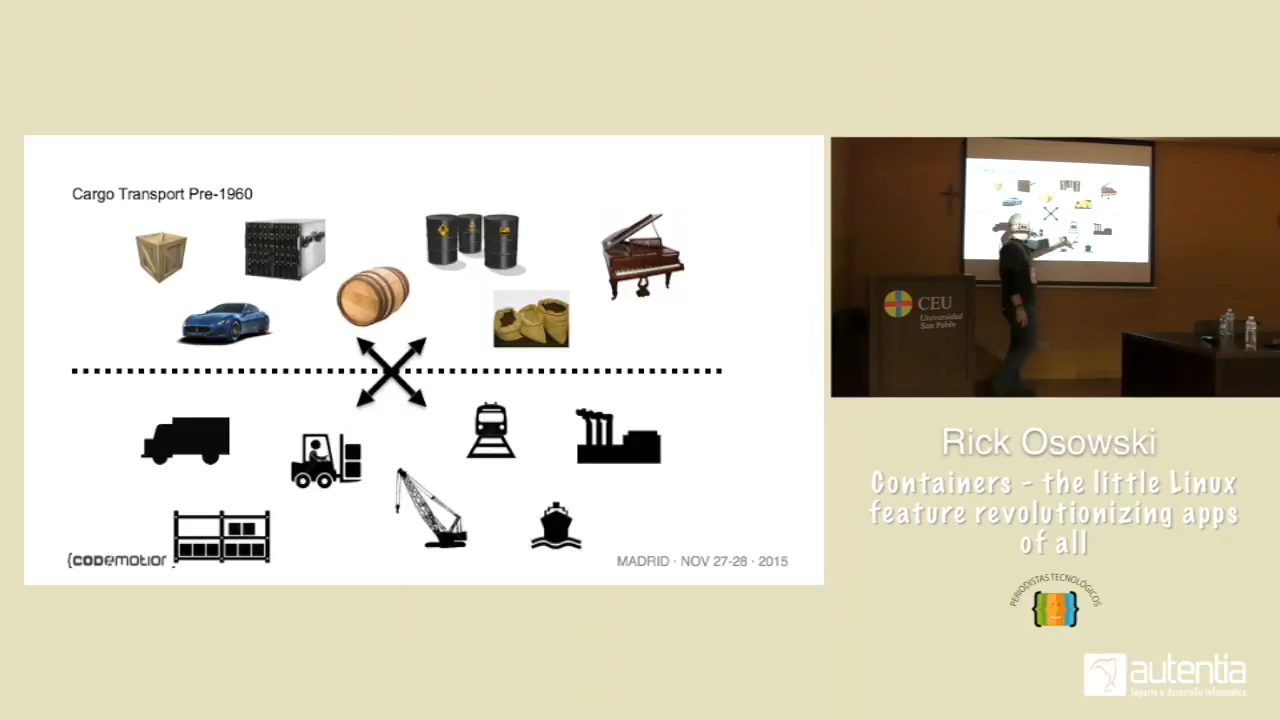 Cargo Transport Pre-1960
{CODEMOTION
MADRID · NOV 27-28 · 2015
CEU
Universidad
San Pablo
Rick Osowski
Containers - the little Linux
feature revolutionizing apps
of all
PERIODISTAS TECNOLÓGICOS
autentia
Soporte a desarrollo informático